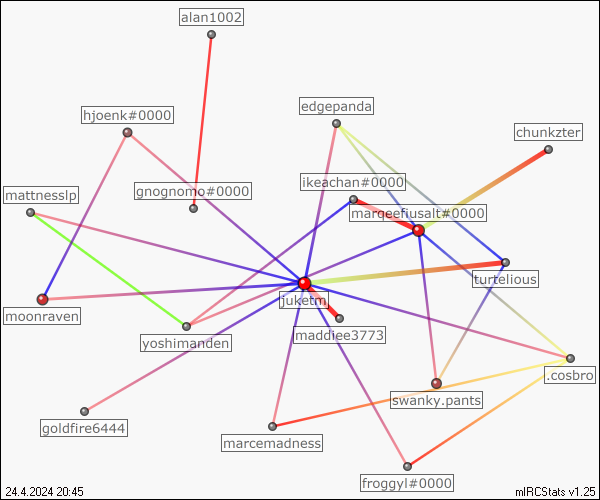 alan1002
edgepanda
hjoenk#0000
chunkzter
ikeachan#0000
gnognomo#0000
mattnesslp
marqeefusalt#0000
turtelious
juketm
moonraven
maddiee3773
yoshimanden
.cosbro
swanky.pants
goldfire6444
marcemadness
froggyl#0000
24.4.2024 20:45
mIRCStats v1.25